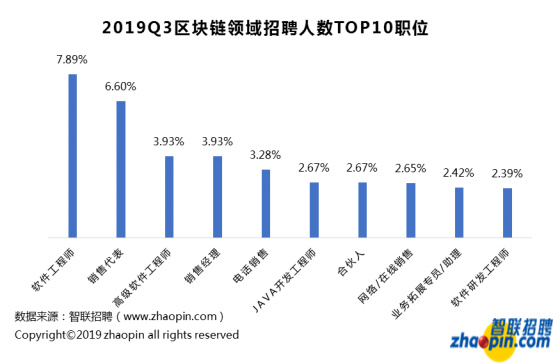 2019Q3区块链领域招聘人数TOP10职位
7.89%
6.60%
3.93%
3.93%
3.28%
2.67%
2.67%
2.65%
2.42%
2.39%
软件工程师
销售代表
高级软件工程师
销售经理
电话销售
JAVA开发工程师
合伙人
网络/在线销售
业务拓展专员/助理
软件研发工程师
数据来源：智联招聘（www.zhaopin.com）
Copyright©2019 zhaopin all rights reserved
智联招聘
zhaopin.com